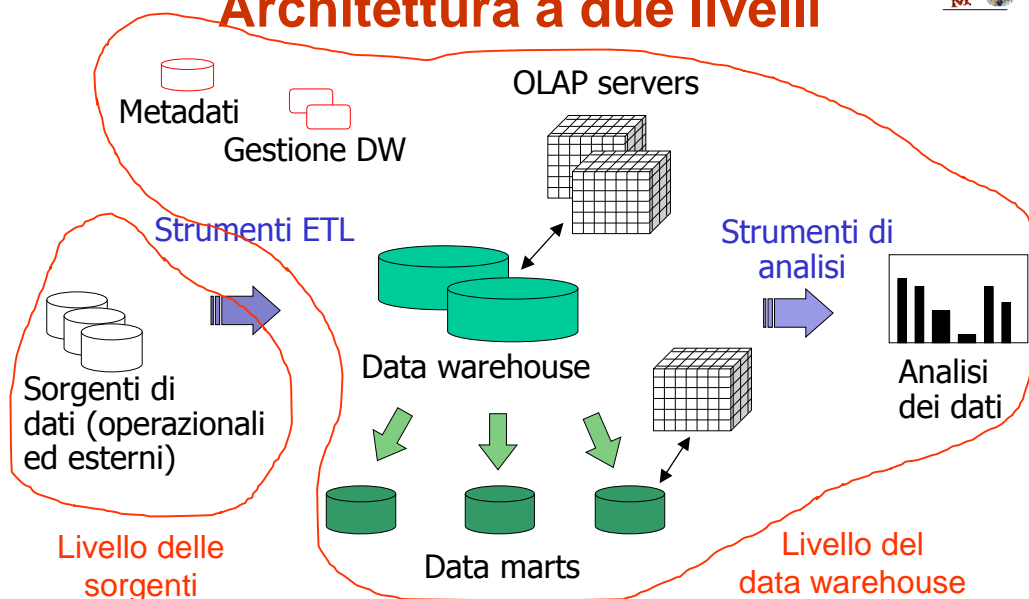 Architettura a due livelli
OLAP servers
Metadati
Gestione DW
Strumenti ETL
Strumenti di
analisi
Data warehouse
Sorgenti di
dati (operazionali
ed esterni)
Analisi
dei dati
Data marts
Livello delle
sorgenti
Livello del
data warehouse